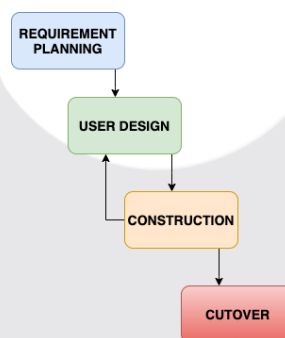 REQUIREMENT
PLANNING
USER DESIGN
CONSTRUCTION
CUTOVER